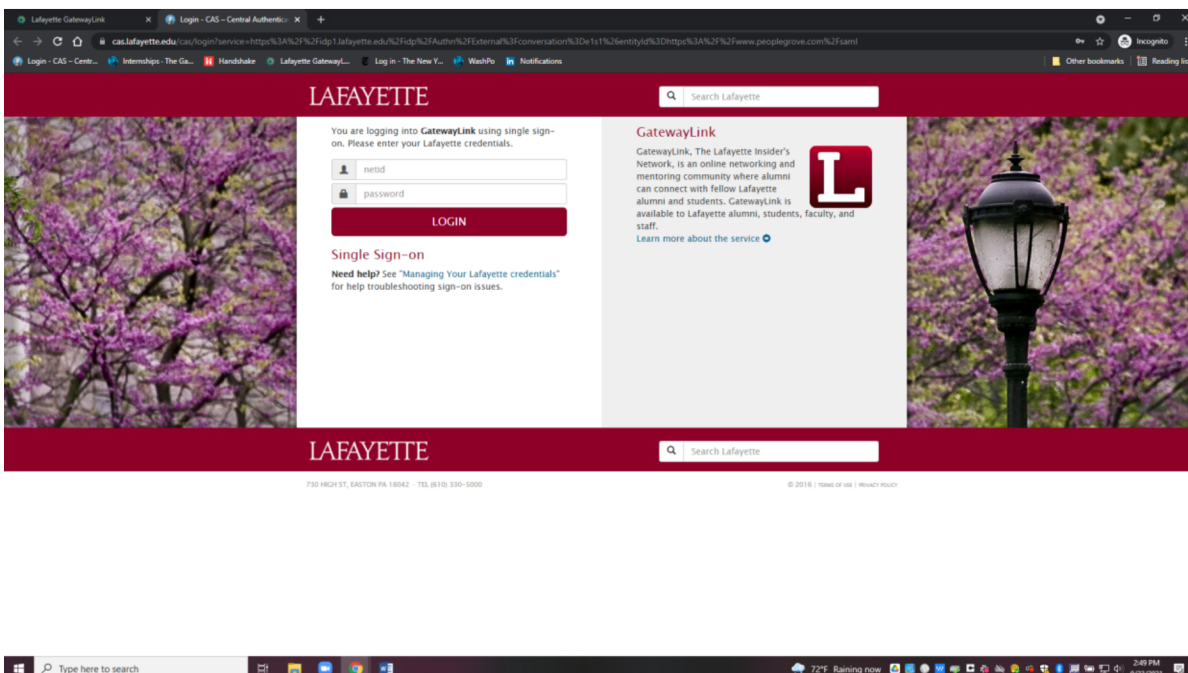 Lafayette GatewayLink
Login - CAS – Central Authentic
cas.lafayette.edu/cas/login?service=https%3A%2F%2Fidp1.lafayette.edu%2Fidp%2FAuthn%2FExternal%3Fconversation%3De1s1%26entityId%3Dhttps%3A%2F%2Fwww.peoplegrove.com%2Fsaml
Incognito
Login - CAS – Centr...
Internships - The Ga...
Handshake
Lafayette GatewayL...
Log in - The New Y...
WashPo
Notifications
Other bookmarks
Reading lis
LAFAYETTE
Search Lafayette
You are logging into GatewayLink using single sign-
on. Please enter your Lafayette credentials.
netid
password
LOGIN
Single Sign-on
Need help? See "Managing Your Lafayette credentials"
for help troubleshooting sign-on issues.
GatewayLink
GatewayLink, The Lafayette Insider's
Network, is an online networking and
mentoring community where alumni
can connect with fellow Lafayette
alumni and students. GatewayLink is
available to Lafayette alumni, students, faculty, and
staff.
Learn more about the service
L
LAFAYETTE
Search Lafayette
730 HIGH ST, EASTON PA 18042 · TEL (610) 330-5000
© 2016 | TERMS OF USE | PRIVACY POLICY
Type here to search
72°F Raining now
2:49 PM